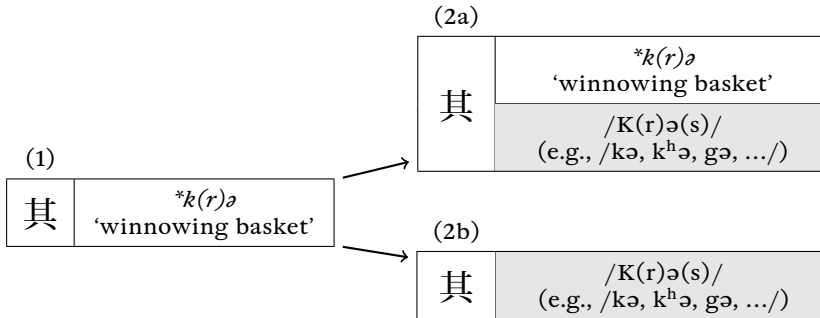 (2a)
其
*k(r)ə
‘winnowing basket’
/K(r)ə(s)/
(e.g., /kə, kʰə, gə, .../)
(1)
其
*k(r)ə
‘winnowing basket’
(2b)
其
/K(r)ə(s)/
(e.g., /kə, kʰə, gə, .../)